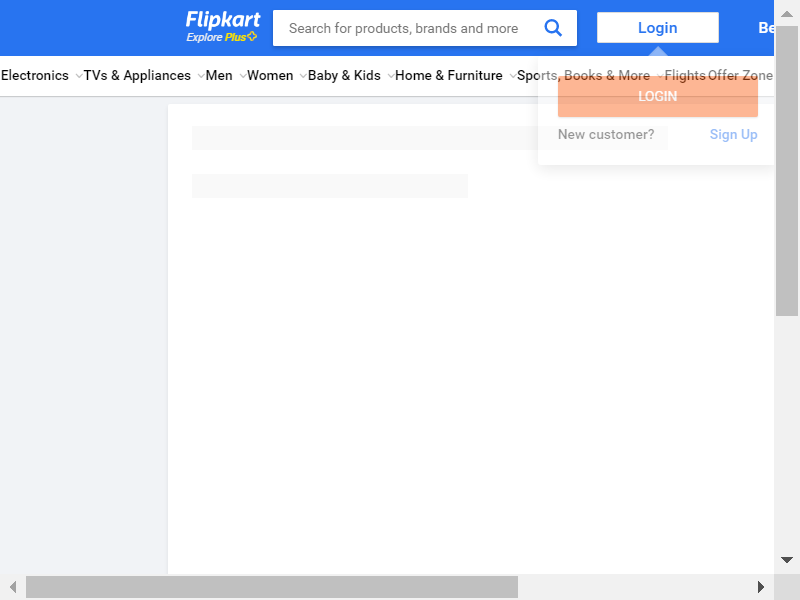 Flipkart
Explore Plus
Search for products, brands and more
Login
Be
Electronics TVs & Appliances Men Women Baby & Kids Home & Furniture Sports, Books & More Flights Offer Zone
LOGIN
New customer? Sign Up